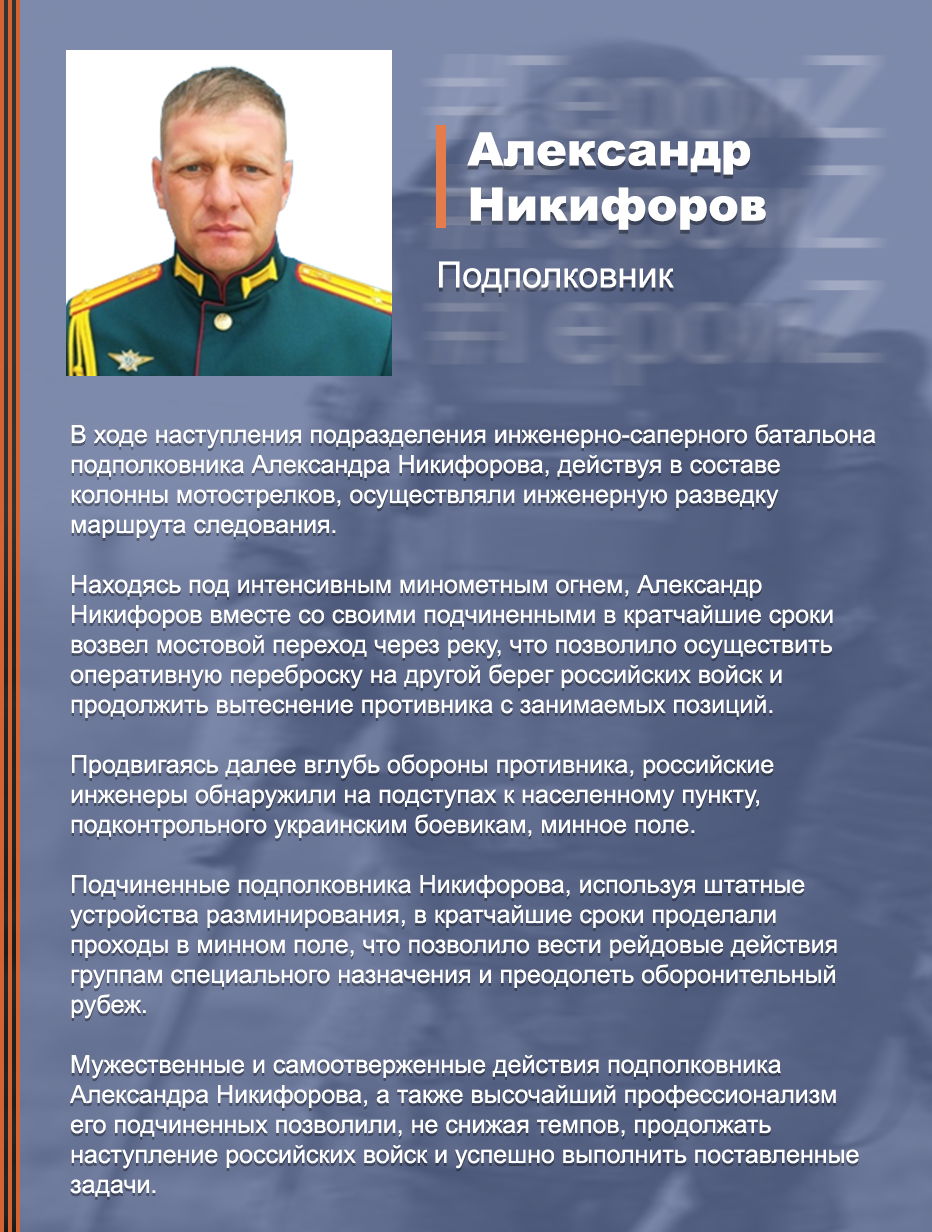 #ГероиZ
Александр
#ГероиZ
Никифоров
Подполковник
#ГероиZ
В ходе наступления подразделения инженерно-саперного батальона
подполковника Александра Никифорова, действуя в составе
колонны мотострелков, осуществляли инженерную разведку
маршрута следования.
Находясь под интенсивным минометным огнем, Александр
Никифоров вместе со своими подчиненными в кратчайшие сроки
возвел мостовой переход через реку, что позволило осуществить
оперативную переброску на другой берег российских войск и
продолжить вытеснение противника с занимаемых позиций.
Продвигаясь далее вглубь обороны противника, российские
инженеры обнаружили на подступах к населенному пункту,
подконтрольного украинским боевикам, минное поле.
Подчиненные подполковника Никифорова, используя штатные
устройства разминирования, в кратчайшие сроки проделали
проходы в минном поле, что позволило вести рейдовые действия
группам специального назначения и преодолеть оборонительный
рубеж.
Мужественные и самоотверженные действия подполковника
Александра Никифорова, а также высочайший профессионализм
его подчиненных позволили, не снижая темпов, продолжать
наступление российских войск и успешно выполнить поставленные
задачи.